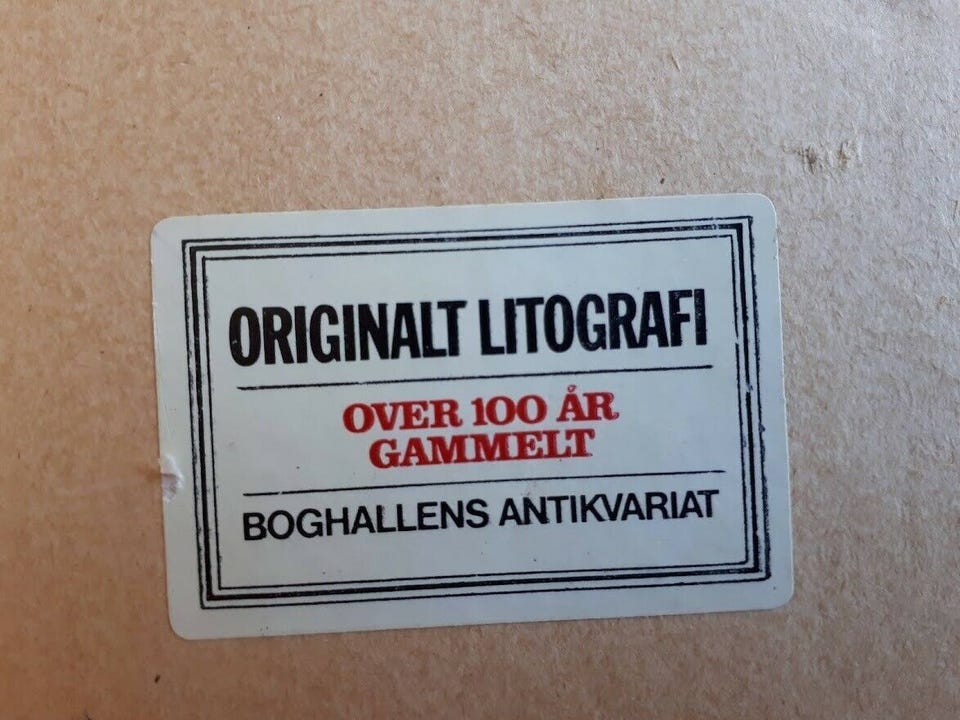 ORIGINALT LITOGRAFI
OVER 100 ÅR
GAMMELT
BOGHALLENS ANTIKVARIAT